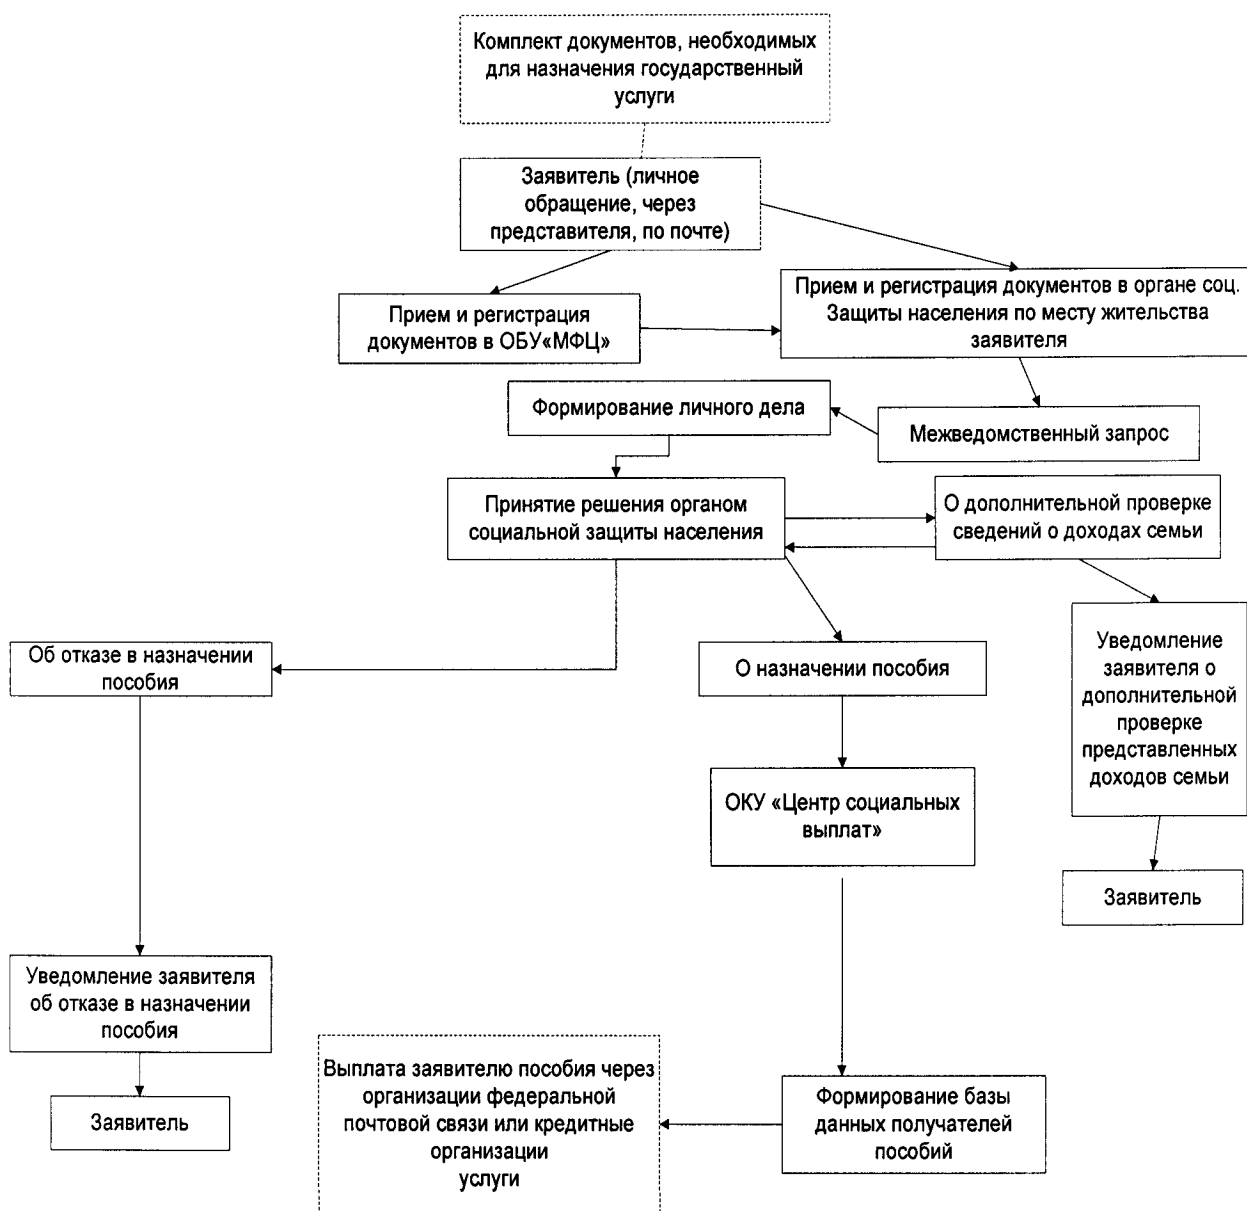 Комплект документов, необходимых
для назначения государственный
услуги
Заявитель (личное
обращение, через
представителя, по почте)
Прием и регистрация
документов в ОБУ«МФЦ»
Прием и регистрация документов в органе соц.
Защиты населения по месту жительства
заявителя
Формирование личного дела
Межведомственный запрос
Принятие решения органом
социальной защиты населения
О дополнительной проверке
сведений о доходах семьи
Об отказе в назначении
пособия
О назначении пособия
Уведомление
заявителя о
дополнительной
проверке
представленных
доходов семьи
ОКУ «Центр социальных
выплат»
Заявитель
Уведомление заявителя
об отказе в назначении
пособия
Заявитель
Выплата заявителю пособия через
организации федеральной
почтовой связи или кредитные
организации
услуги
Формирование базы
данных получателей
пособий